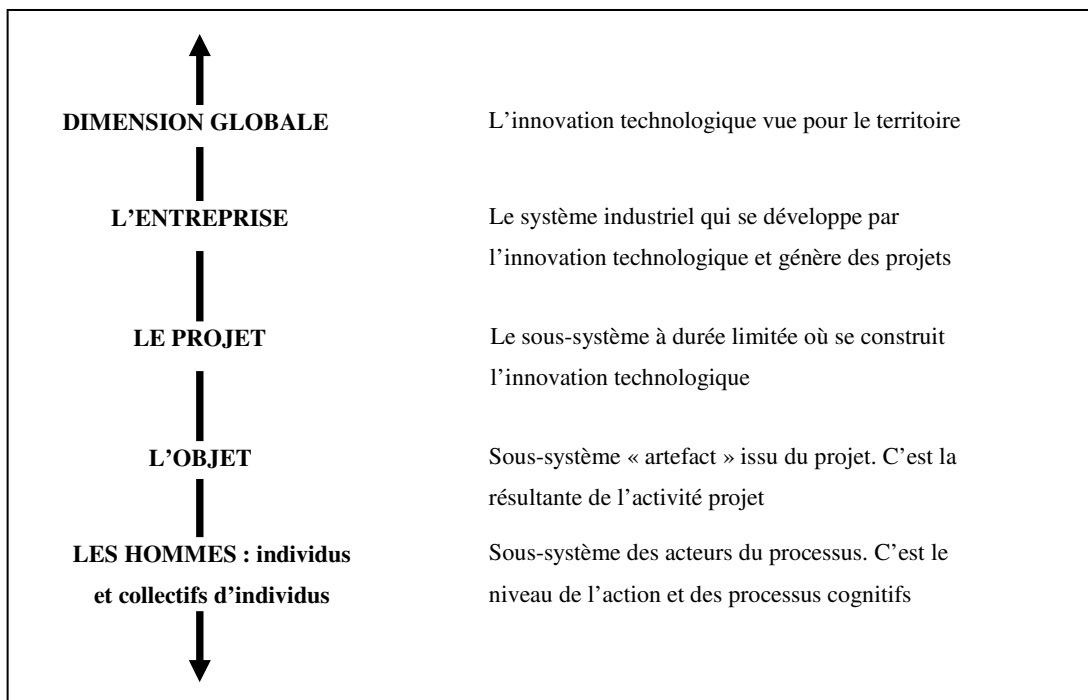 DIMENSION GLOBALE
L’innovation technologique vue pour le territoire
L’ENTREPRISE
Le système industriel qui se développe par
l’innovation technologique et génère des projets
LE PROJET
Le sous-système à durée limitée où se construit
l’innovation technologique
L’OBJET
Sous-système « artefact » issu du projet. C’est la
résultante de l’activité projet
LES HOMMES : individus
et collectifs d’individus
Sous-système des acteurs du processus. C’est le
niveau de l’action et des processus cognitifs